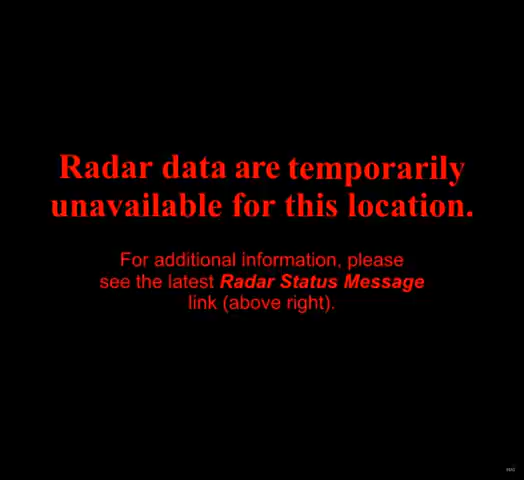 Radar data are temporarily
unavailable for this location.
For additional information, please
see the latest Radar Status Message
link (above right).